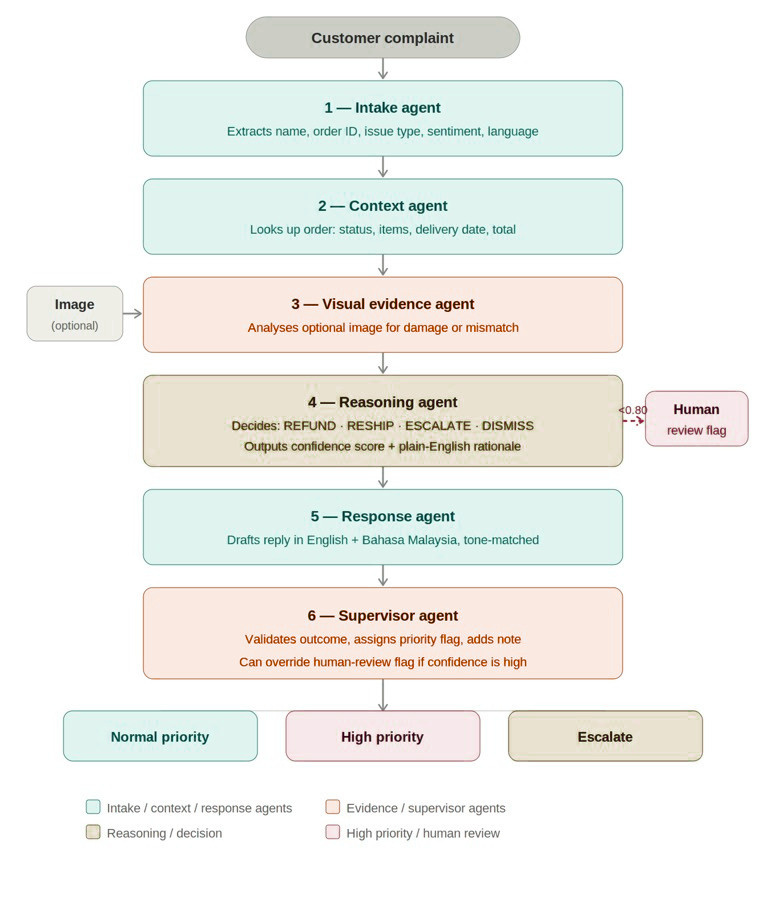 Customer complaint
1 — Intake agent
Extracts name, order ID, issue type, sentiment, language
2 — Context agent
Looks up order: status, items, delivery date, total
Image
(optional)
3 — Visual evidence agent
Analyses optional image for damage or mismatch
4 — Reasoning agent
Decides: REFUND · RESHIP · ESCALATE · DISMISS
Outputs confidence score + plain-English rationale
<0.80
Human
review flag
5 — Response agent
Drafts reply in English + Bahasa Malaysia, tone-matched
6 — Supervisor agent
Validates outcome, assigns priority flag, adds note
Can override human-review flag if confidence is high
Normal priority
High priority
Escalate
Intake / context / response agents
Evidence / supervisor agents
Reasoning / decision
High priority / human review